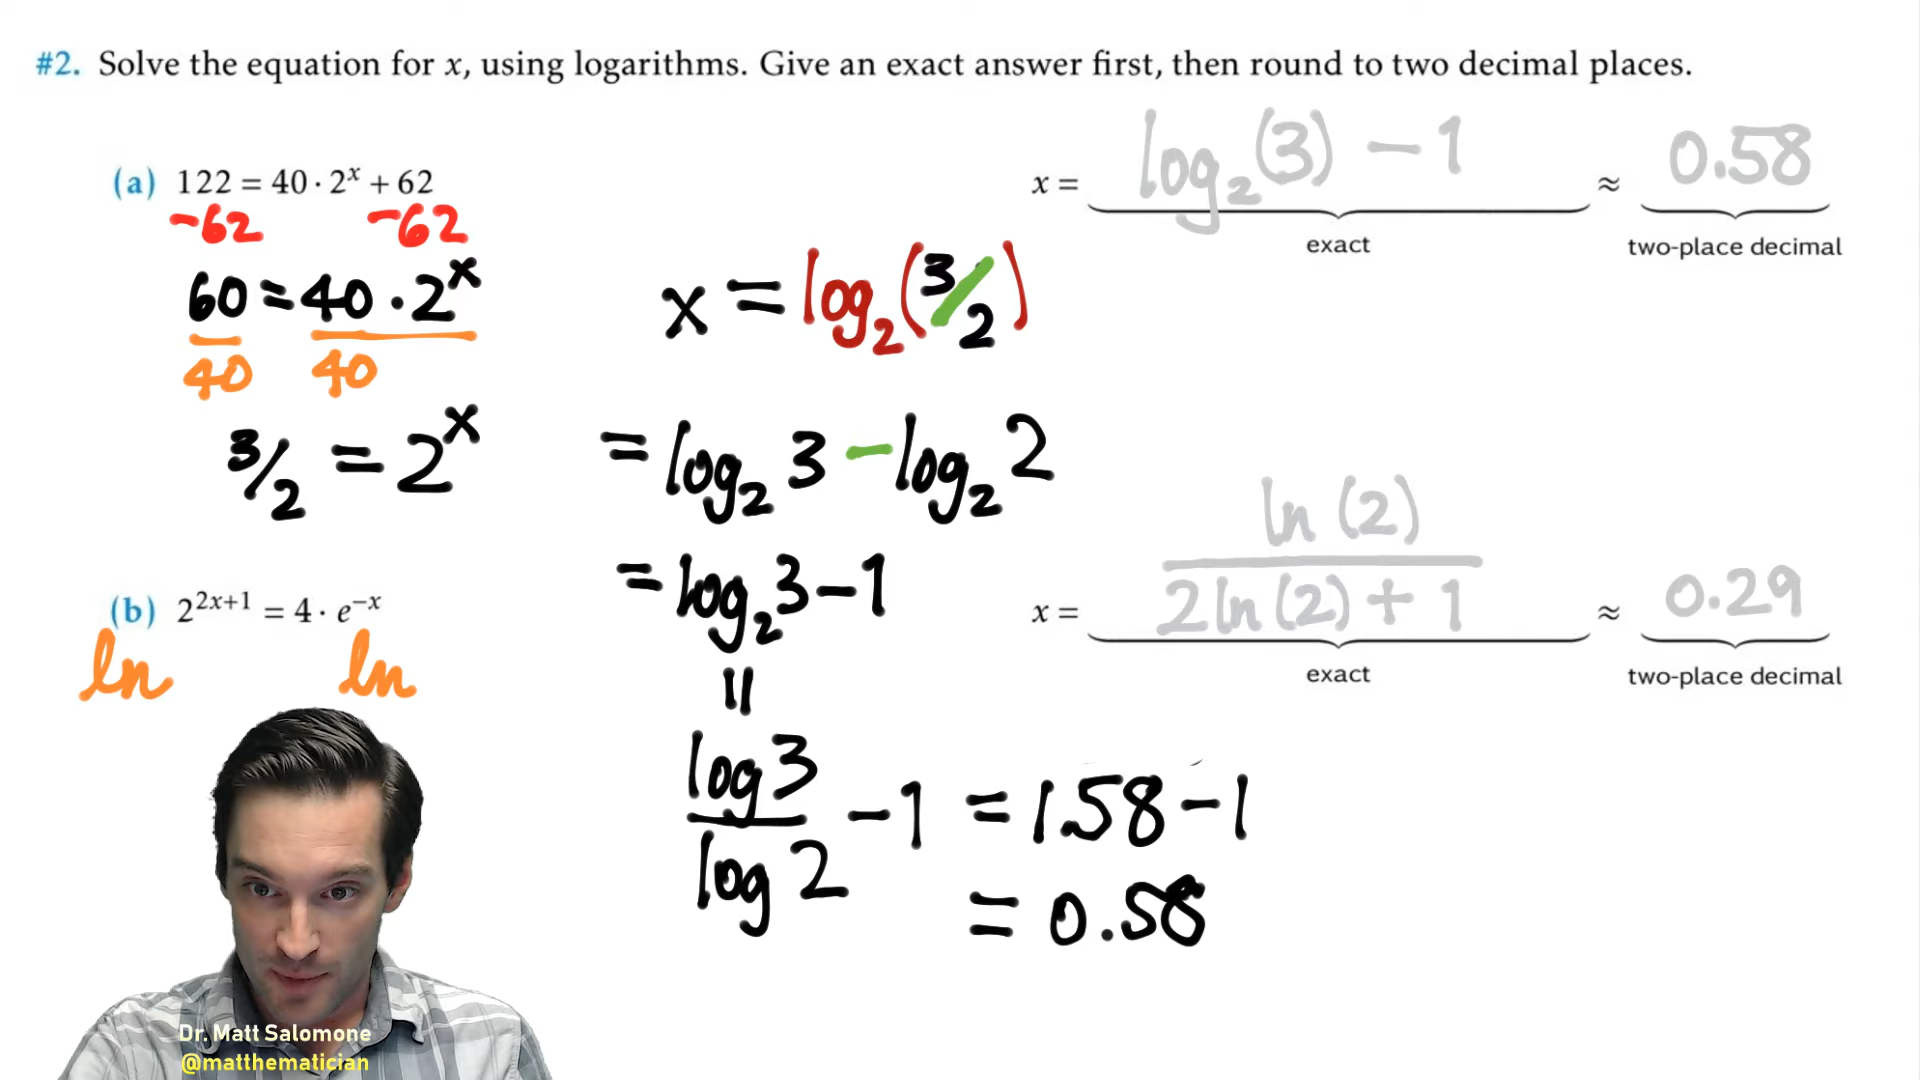 #2. Solve the equation for x, using logarithms. Give an exact answer first, then round to two decimal places.
(a) 122 = 40 · 2^x + 62
-62 -62
60 = 40 · 2^x
40 40
3/2 = 2^x
x = log₂(3/2)
= log₂ 3 - log₂ 2
= log₂ 3 - 1
=
log 3
log 2
- 1 = 1.58 - 1
= 0.58
x = log₂(3) - 1 ≈ 0.58
exact two-place decimal
(b) 2^{2x+1} = 4 · e^{-x}
ln ln
ln (2)
x = 2 ln (2) + 1 ≈ 0.29
exact two-place decimal
Dr. Matt Salomone
@matthematician